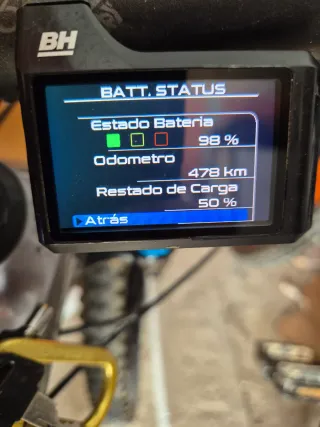 BH
BATT. STATUS
Estado Bateria
98 %
Odometro
478 km
Restado de Carga
50 %
Atrás